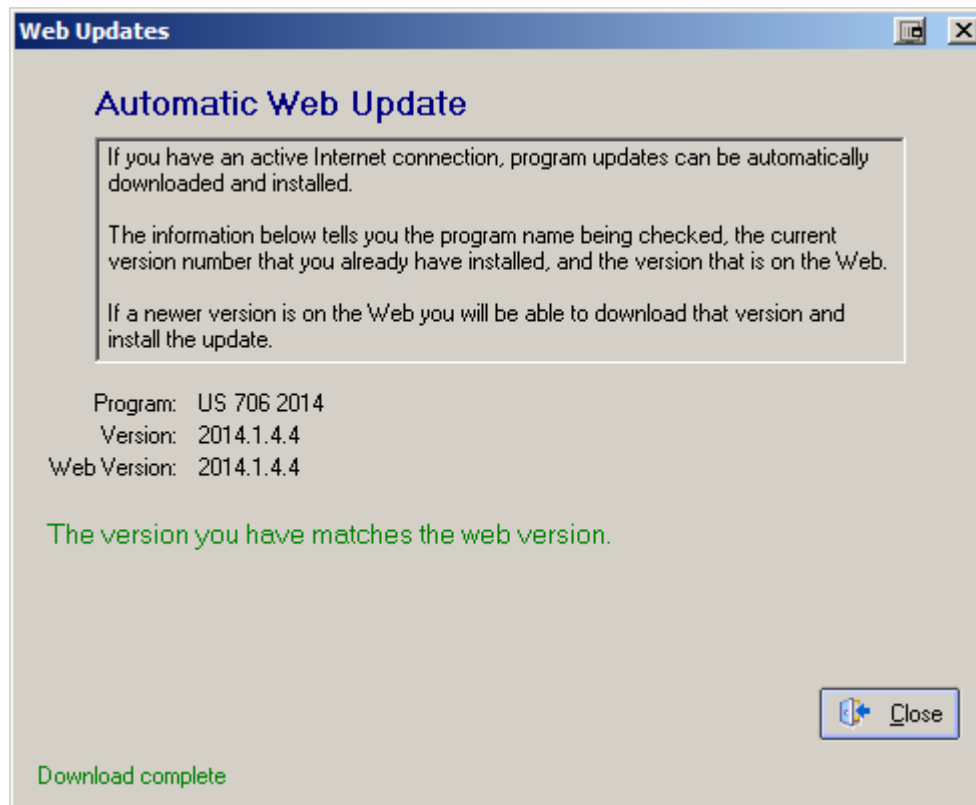 Web Updates
Automatic Web Update
If you have an active Internet connection, program updates can be automatically
downloaded and installed.
The information below tells you the program name being checked, the current
version number that you already have installed, and the version that is on the Web.
If a newer version is on the Web you will be able to download that version and
install the update.
Program: US 706 2014
Version: 2014.1.4.4
Web Version: 2014.1.4.4
The version you have matches the web version.
Close
Download complete